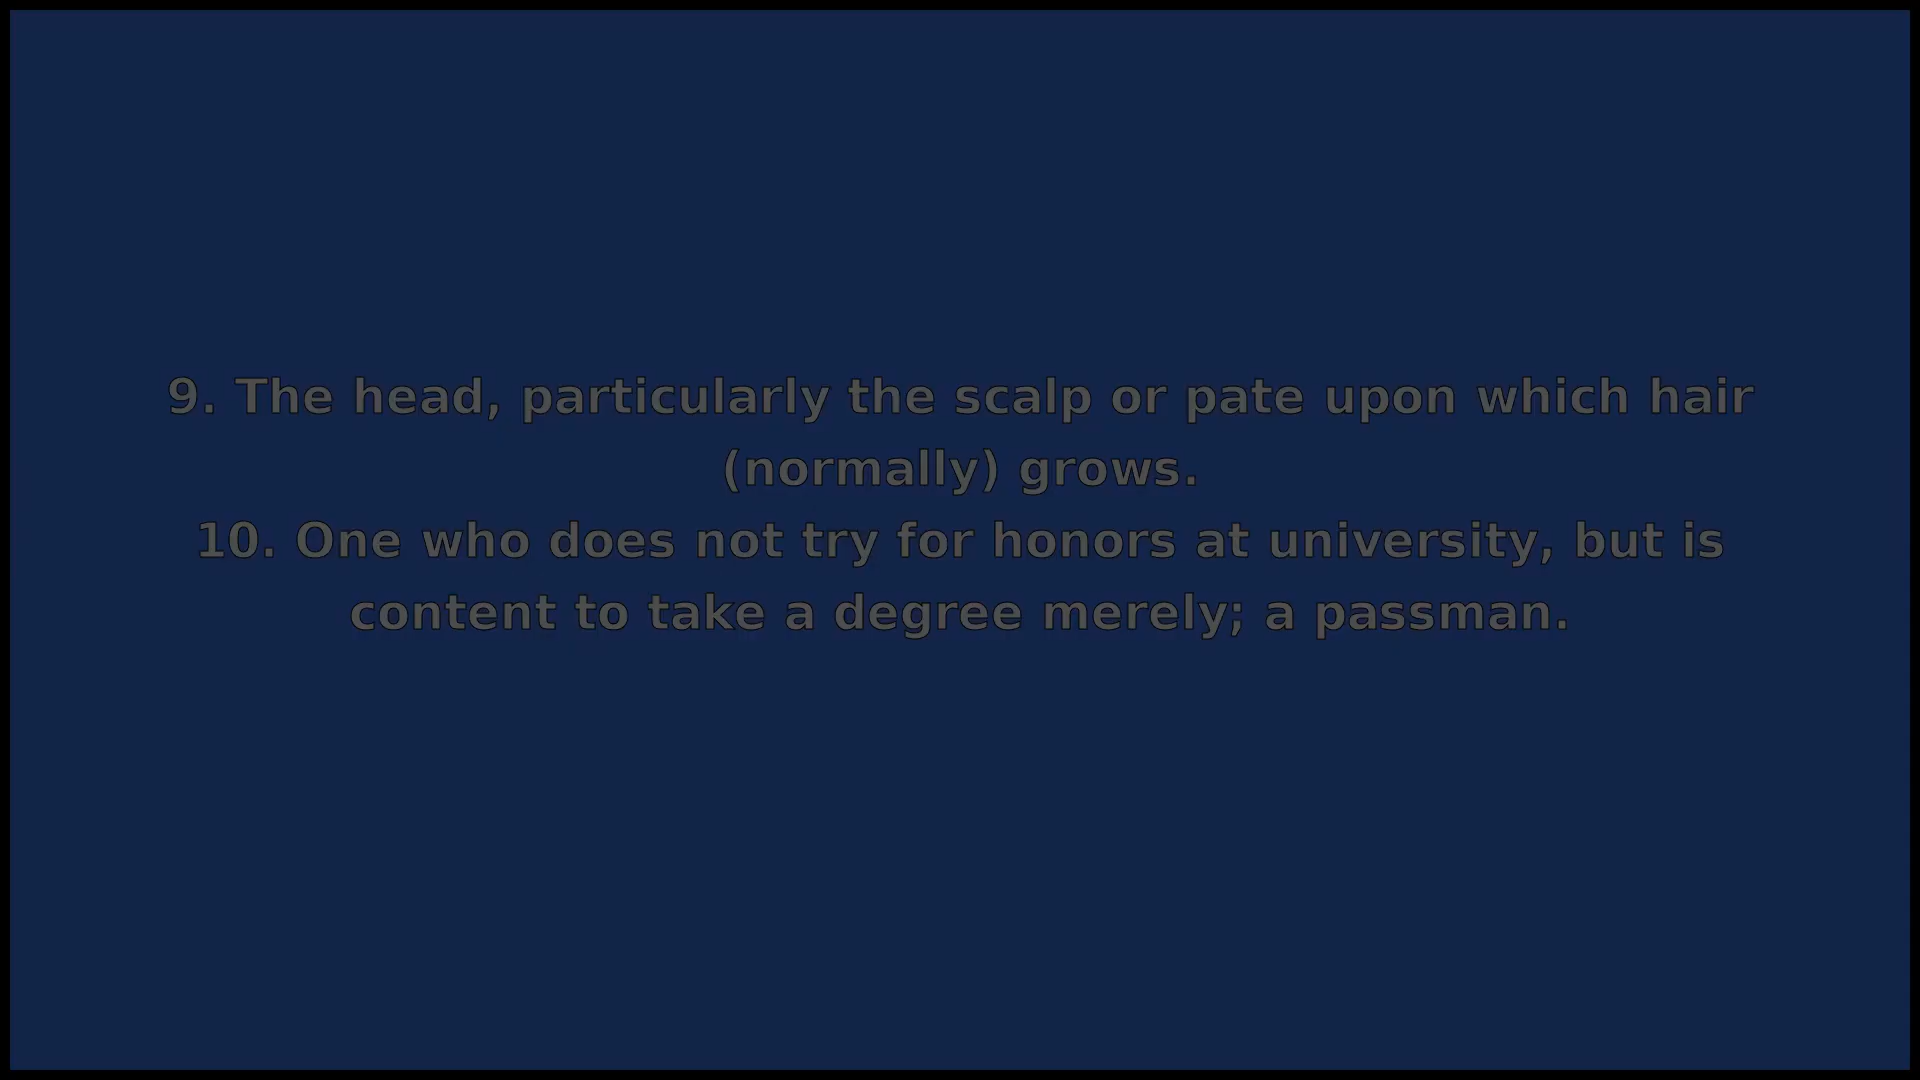 9. The head, particularly the scalp or pate upon which hair
(normally) grows.
10. One who does not try for honors at university, but is
content to take a degree merely; a passman.